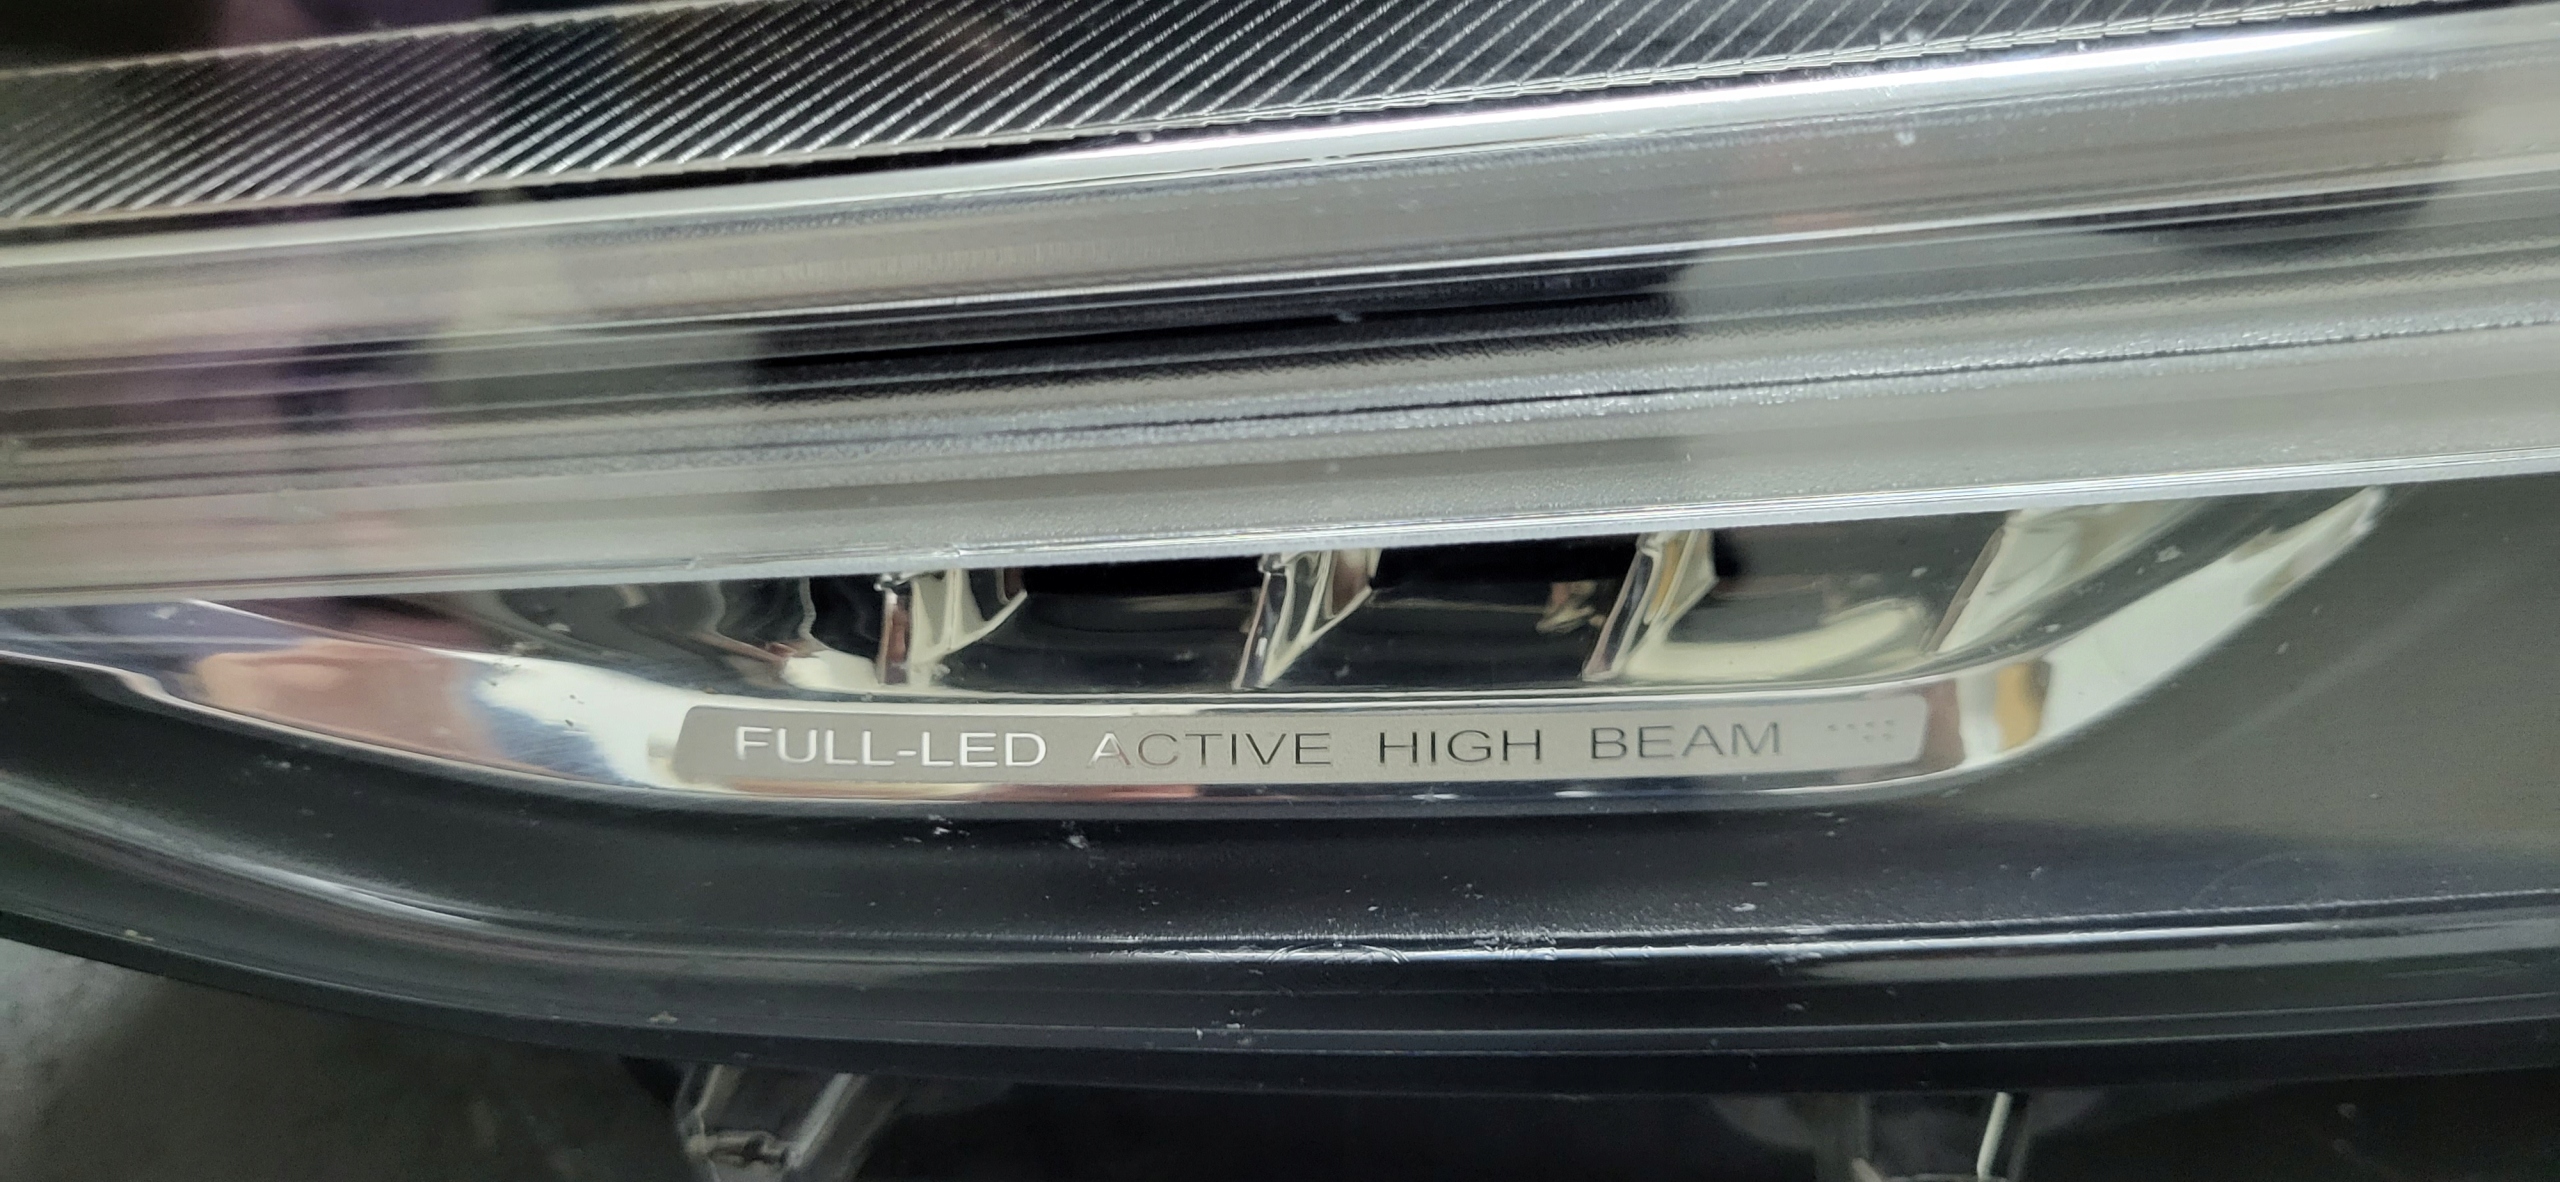 FULL-LED ACTIVE HIGH BEAM